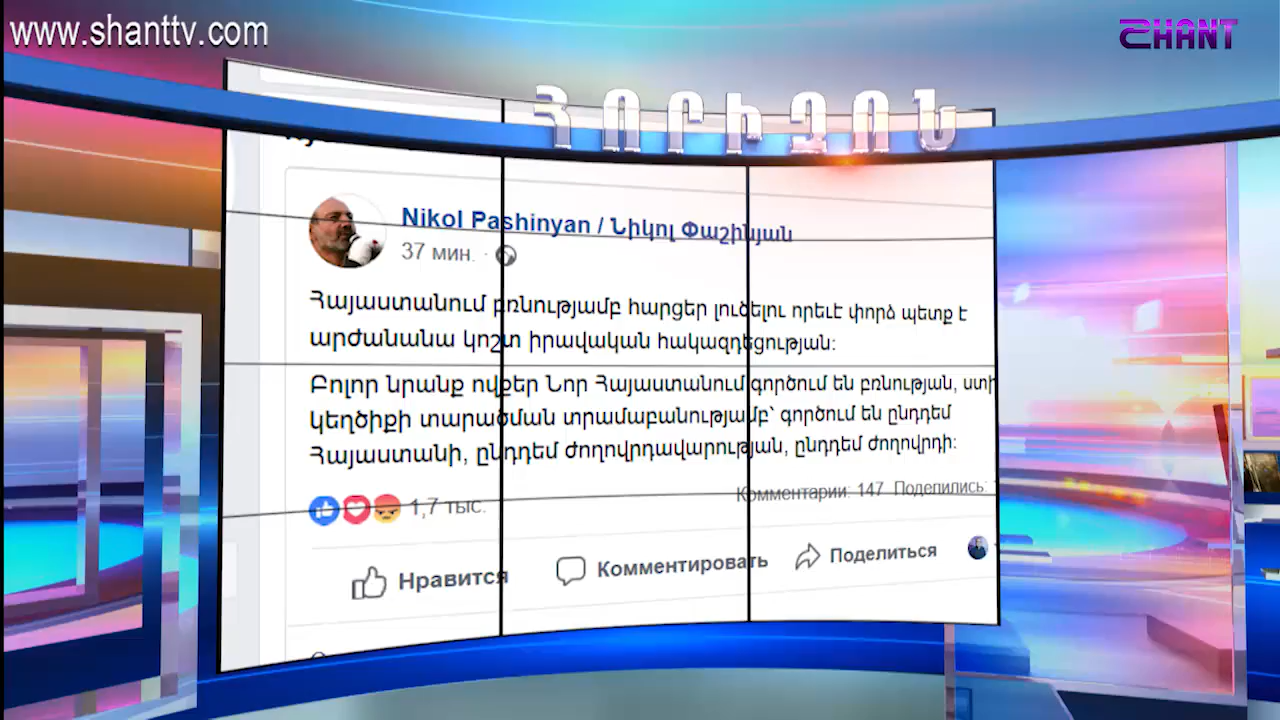 www.shanttv.com
SHANT
ՀՈՐԻԶՈՆ
Nikol Pashinyan / Նիկոլ Փաշինյան
37 мин.
Հայաստանում բռնությամբ հարցեր լուծելու որեւէ փորձ պետք է
արժանանա կոշտ իրավական հակազդեցության:
Բոլոր նրանք ովքեր Նոր Հայաստանում գործում են բռնության, ստի
կեղծիքի տարածման տրամաբանությամբ՝ գործում են ընդդեմ
Հայաստանի, ընդդեմ ժողովրդավարության, ընդդեմ ժողովրդի:
1,7 тыс.
Комментарии: 147 Поделились:
Нравится
Комментировать
Поделиться